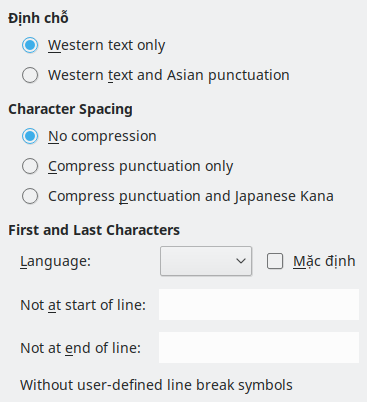 Định chỗ
Western text only
Western text and Asian punctuation
Character Spacing
No compression
Compress punctuation only
Compress punctuation and Japanese Kana
First and Last Characters
Language: Mặc định
Not at start of line:
Not at end of line:
Without user-defined line break symbols